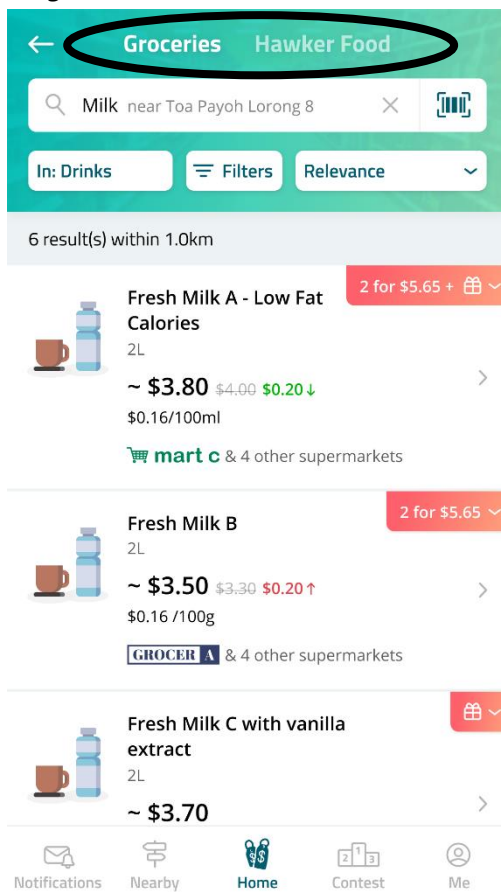 Groceries Hawker Food
Milk near Toa Payoh Lorong 8
In: Drinks Filters Relevance
6 result(s) within 1.0km
2 for $5.65 +
Fresh Milk A - Low Fat
Calories
2L
~ $3.80 $4.00 $0.20↓
$0.16/100ml
mart c & 4 other supermarkets
2 for $5.65
Fresh Milk B
2L
~ $3.50 $3.30 $0.20↑
$0.16 /100g
GROCER A & 4 other supermarkets
Fresh Milk C with vanilla
extract
2L
~ $3.70
2 1 3
Notifications Nearby Home Contest Me